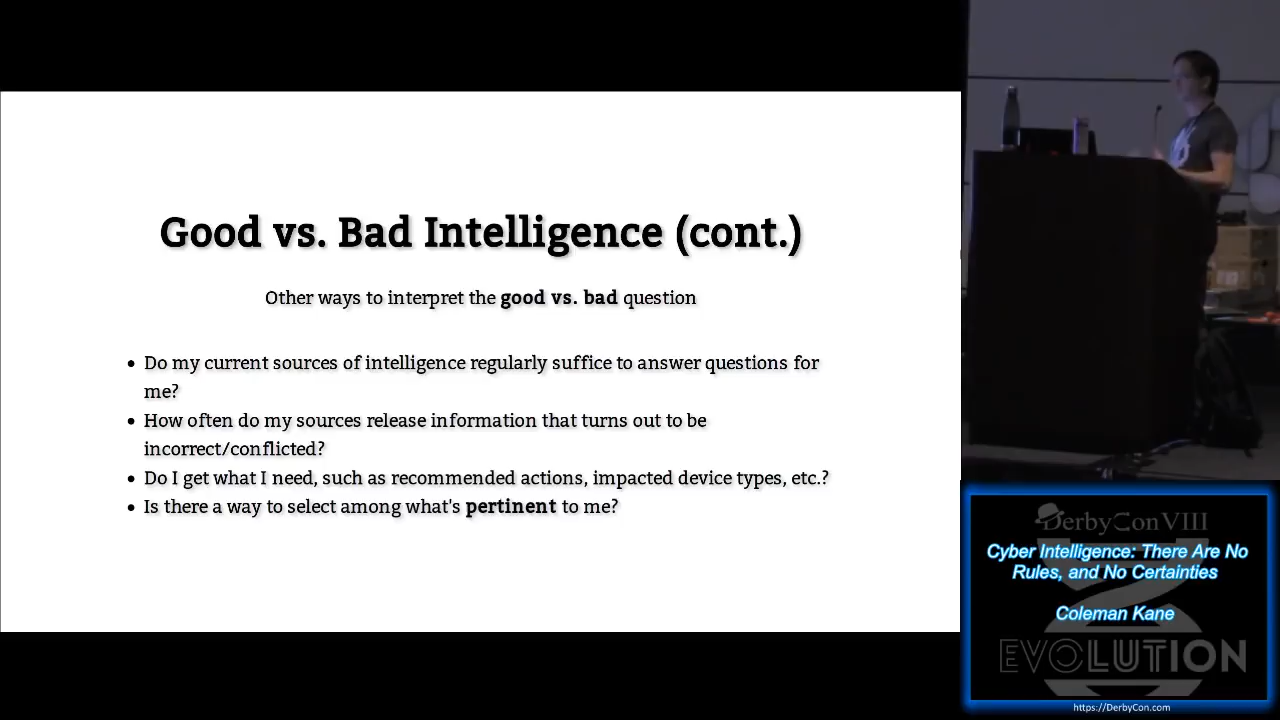 Good vs. Bad Intelligence (cont.)
Other ways to interpret the good vs. bad question
• Do my current sources of intelligence regularly suffice to answer questions for
me?
• How often do my sources release information that turns out to be
incorrect/conflicted?
• Do I get what I need, such as recommended actions, impacted device types, etc.?
• Is there a way to select among what's pertinent to me?
DerbyCon VIII
Cyber Intelligence: There Are No
Rules, and No Certainties
Coleman Kane
EVOLUTION
https://DerbyCon.com